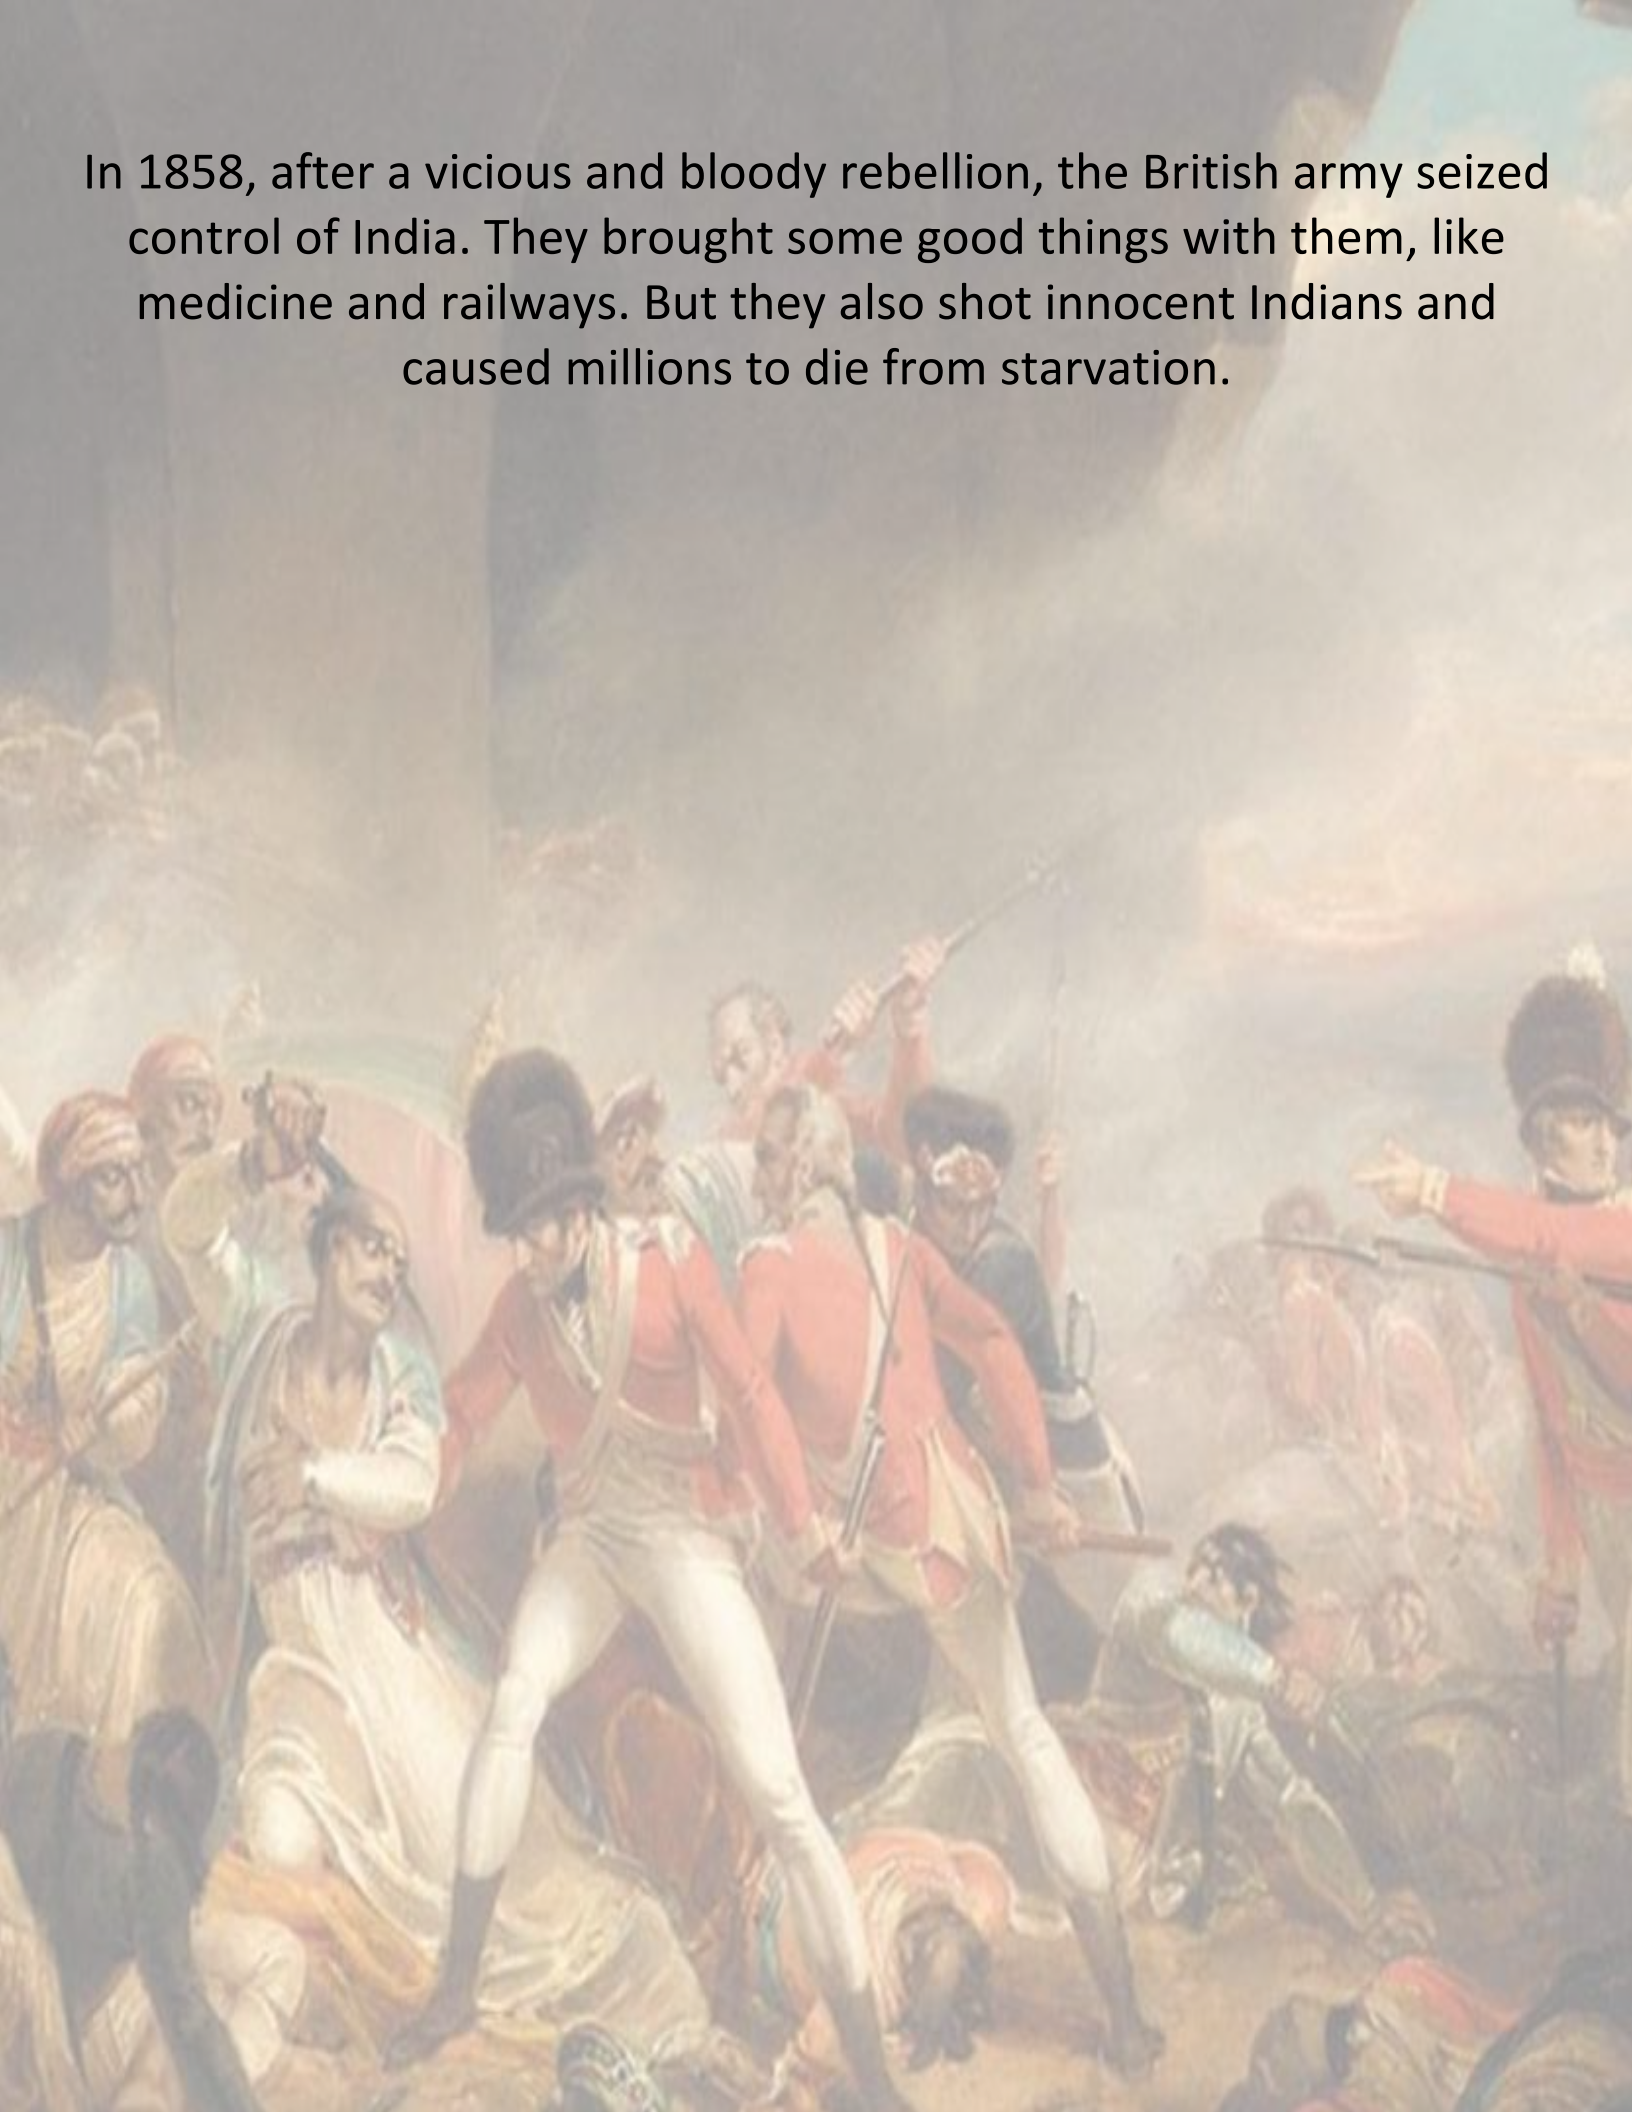 In 1858, after a vicious and bloody rebellion, the British army seized
control of India. They brought some good things with them, like
medicine and railways. But they also shot innocent Indians and
caused millions to die from starvation.